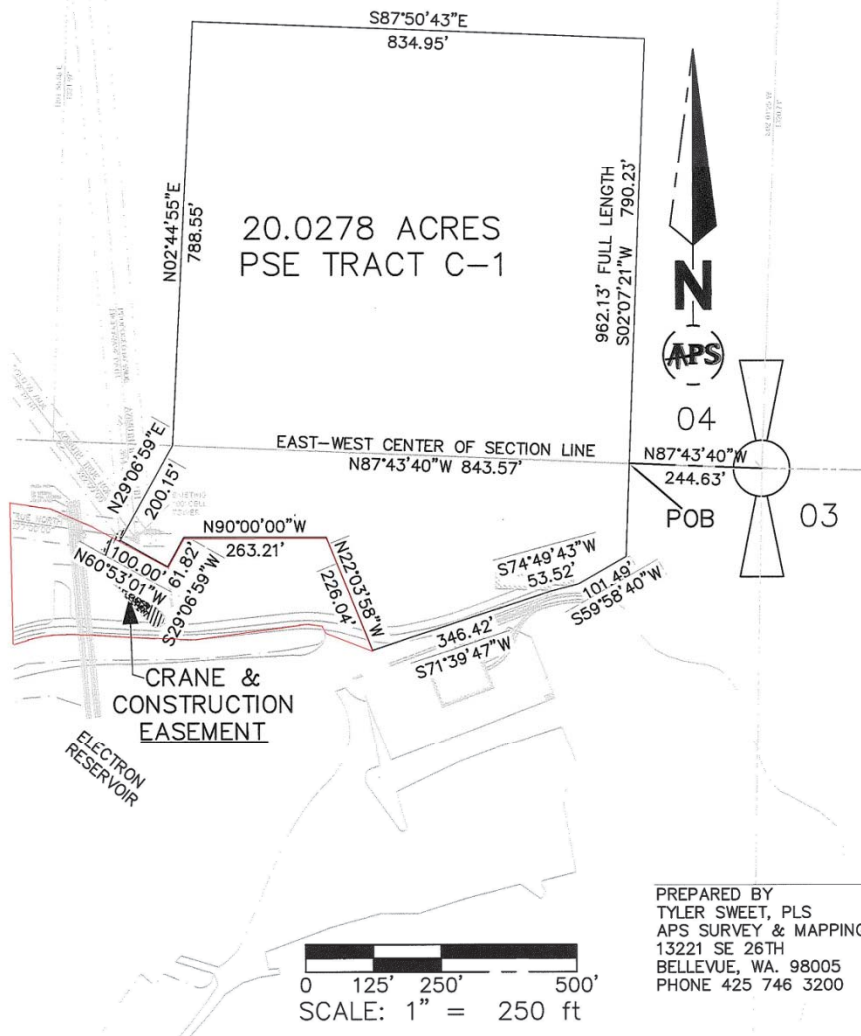 S87°50'43"E
834.95'
N02°44'55"E
788.55'
20.0278 ACRES
PSE TRACT C-1
962.13' FULL LENGTH
S02°07'21"W 790.23'
N
APS
04
03
EAST-WEST CENTER OF SECTION LINE
N87°43'40"W 843.57'
N87°43'40"W
244.63'
POB
N29°06'59"E
200.15'
N90°00'00"W
263.21'
100.00'
N60°53'01"W
61.82'
S29°06'59"W
N22°03'58"W
226.04'
S74°49'43"W
53.52'
101.49'
S59°58'40"W
346.42'
S71°39'47"W
CRANE &
CONSTRUCTION
EASEMENT
ELECTRON
RESERVOIR
0 125' 250' 500'
SCALE: 1" = 250 ft
PREPARED BY
TYLER SWEET, PLS
APS SURVEY & MAPPING
13221 SE 26TH
BELLEVUE, WA. 98005
PHONE 425 746 3200